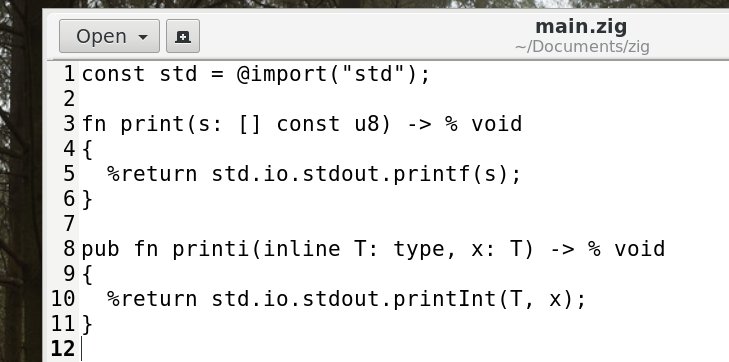 Open
main.zig
~/Documents/zig
1 const std = @import("std");
2
3 fn print(s: [] const u8) -> % void
4 {
5   %return std.io.stdout.printf(s);
6 }
7
8 pub fn printi(inline T: type, x: T) -> % void
9 {
10   %return std.io.stdout.printInt(T, x);
11 }
12